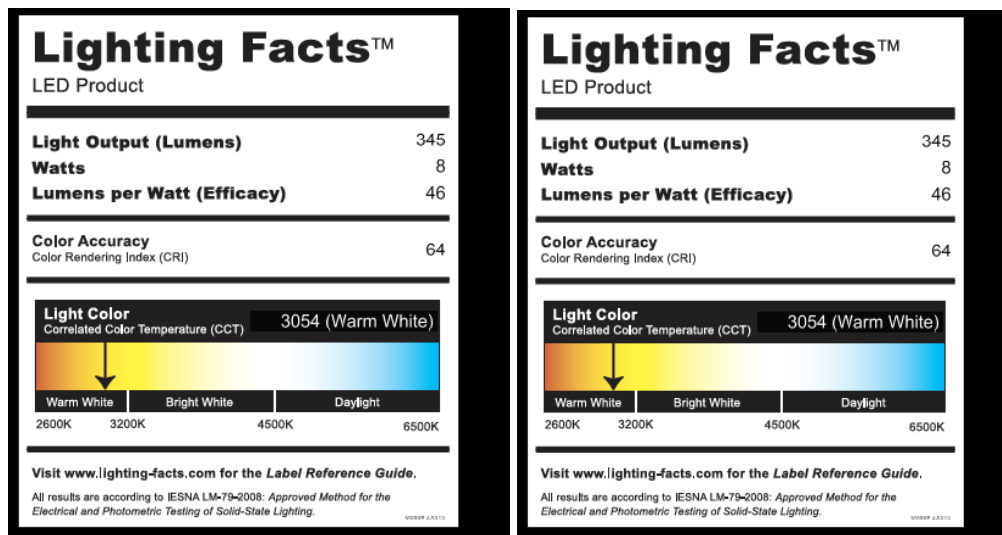 Lighting Facts™
LED Product
Light Output (Lumens) 345
Watts 8
Lumens per Watt (Efficacy) 46
Color Accuracy
Color Rendering Index (CRI) 64
Light Color
Correlated Color Temperature (CCT) 3054 (Warm White)
Warm White Bright White Daylight
2600K 3200K 4500K 6500K
Visit www.lighting-facts.com for the Label Reference Guide.
All results are according to IESNA LM-79-2008: Approved Method for the
Electrical and Photometric Testing of Solid-State Lighting.
Lighting Facts™
LED Product
Light Output (Lumens) 345
Watts 8
Lumens per Watt (Efficacy) 46
Color Accuracy
Color Rendering Index (CRI) 64
Light Color
Correlated Color Temperature (CCT) 3054 (Warm White)
Warm White Bright White Daylight
2600K 3200K 4500K 6500K
Visit www.lighting-facts.com for the Label Reference Guide.
All results are according to IESNA LM-79-2008: Approved Method for the
Electrical and Photometric Testing of Solid-State Lighting.